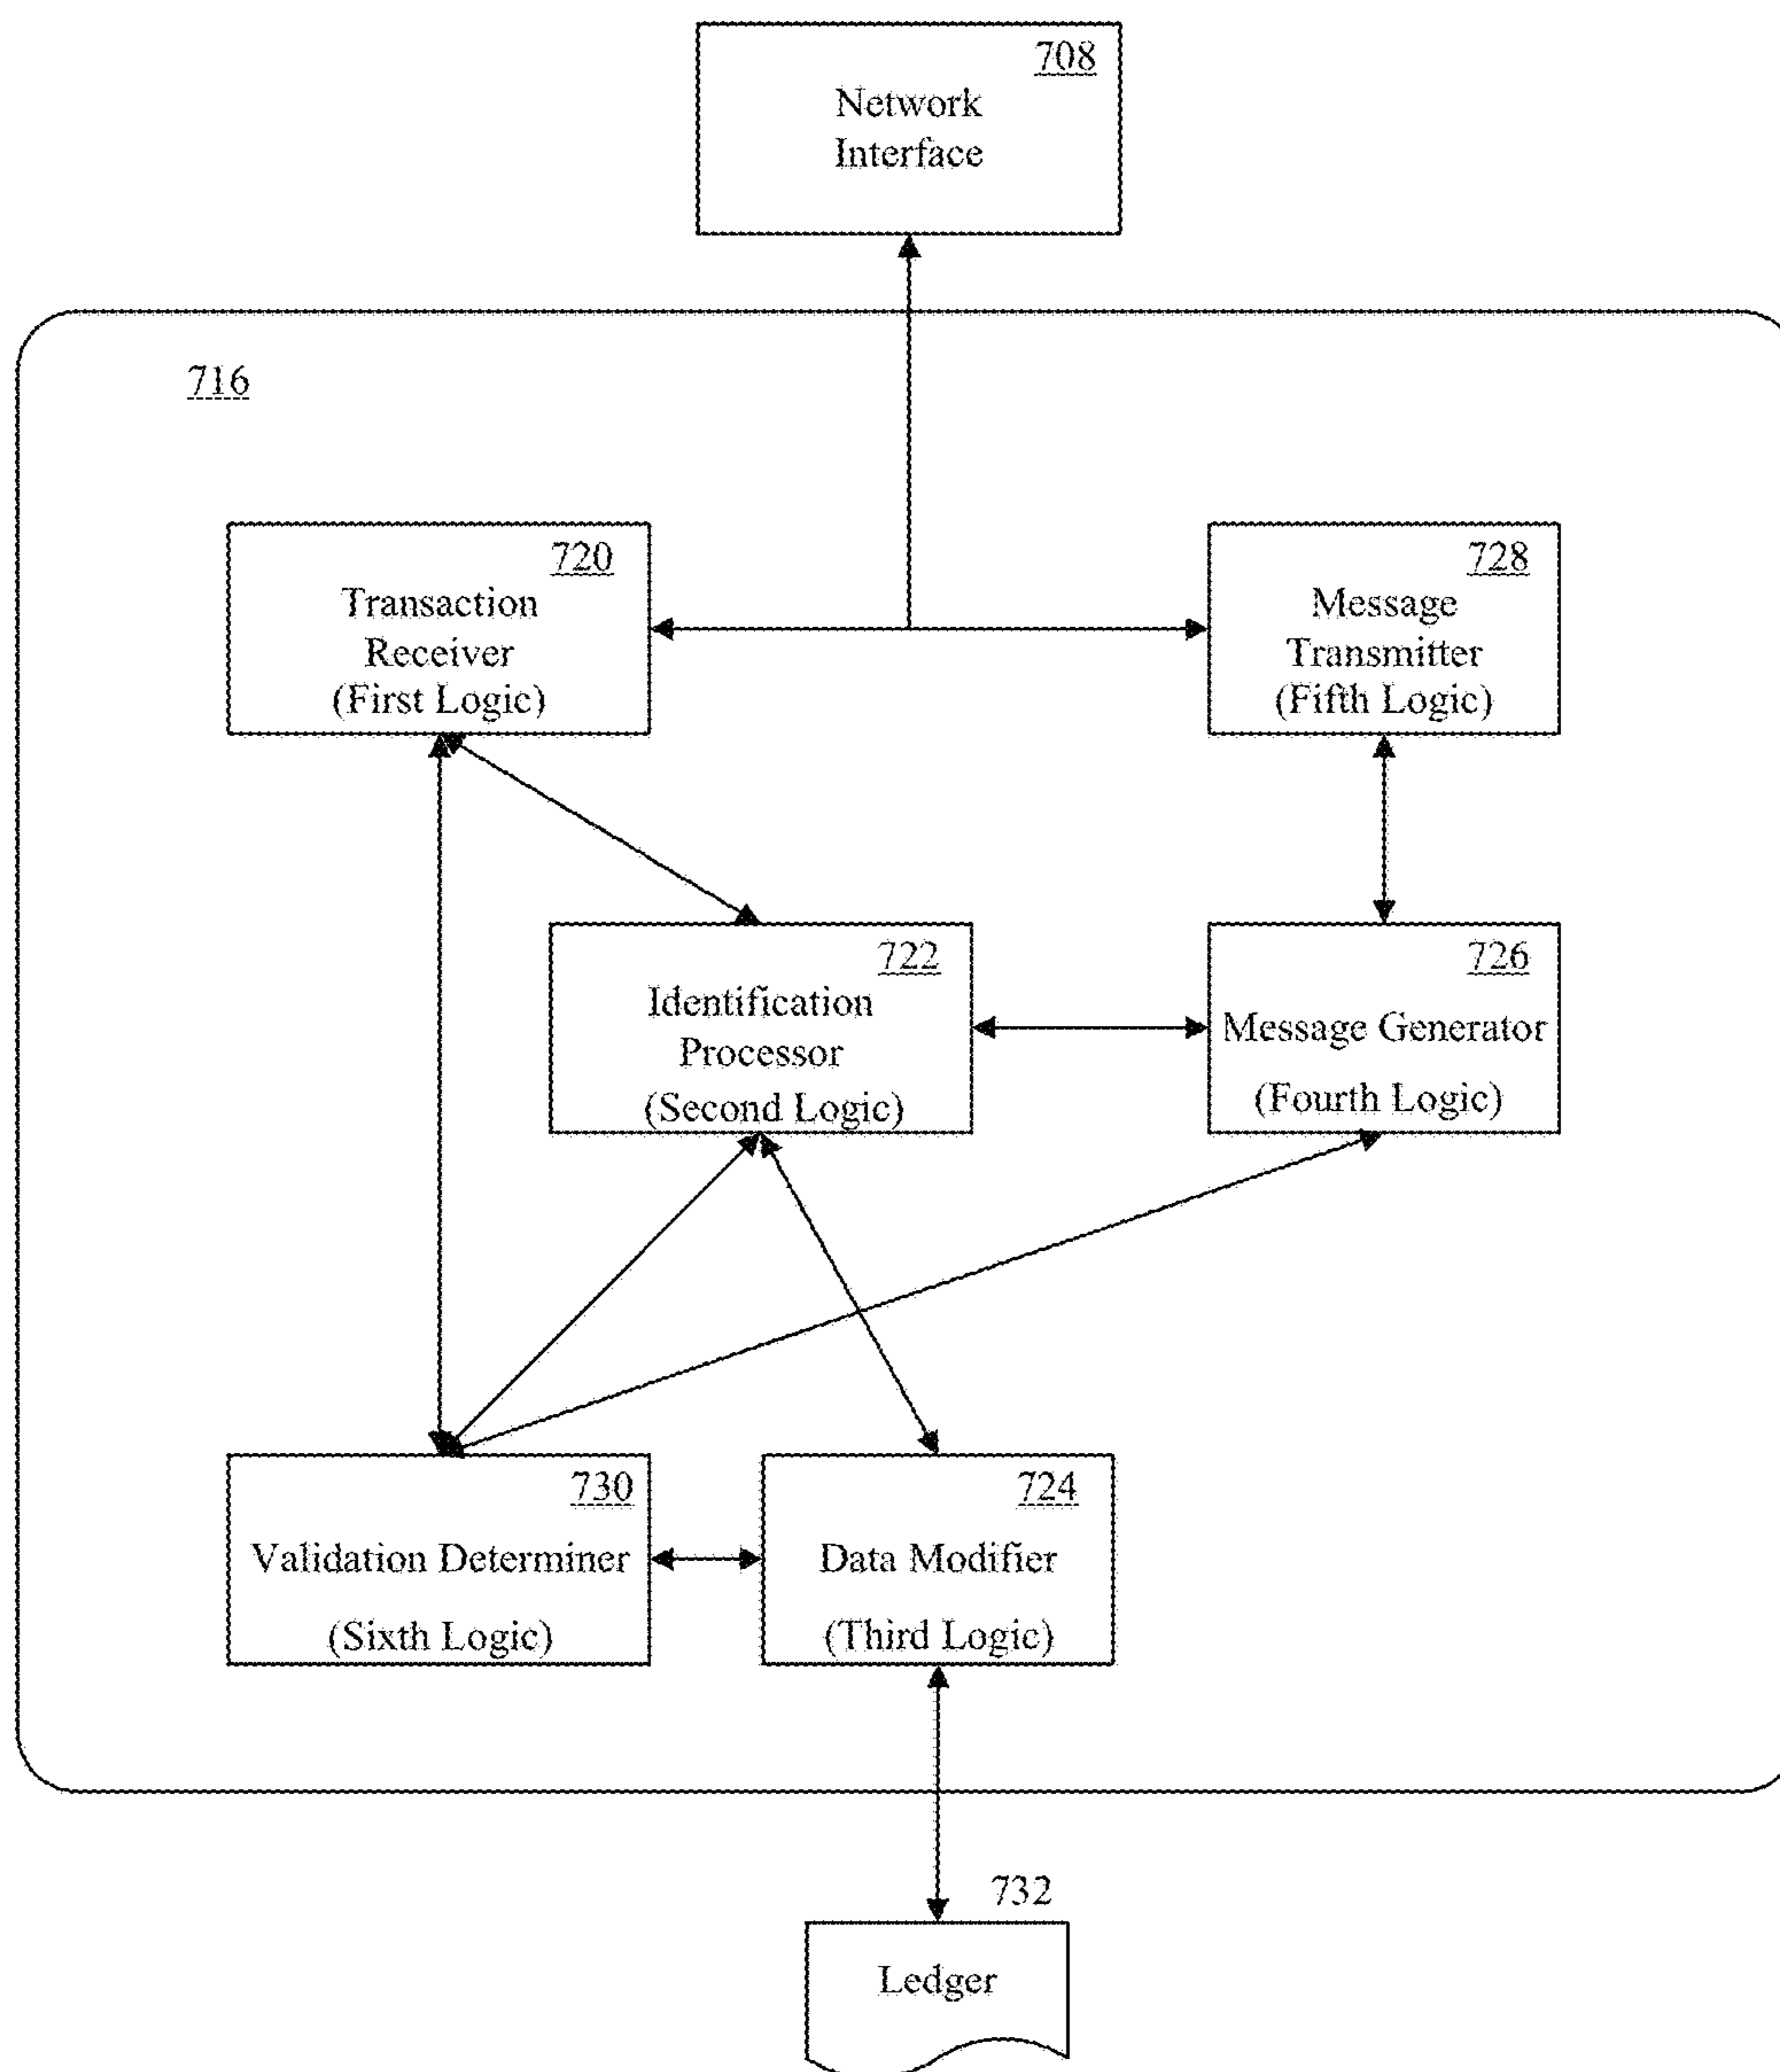 708
Network
Interface
716
720
Transaction
Receiver
(First Logic)
728
Message
Transmitter
(Fifth Logic)
722
Identification
Processor
(Second Logic)
726
Message Generator
(Fourth Logic)
730
Validation Determiner
(Sixth Logic)
724
Data Modifier
(Third Logic)
732
Ledger